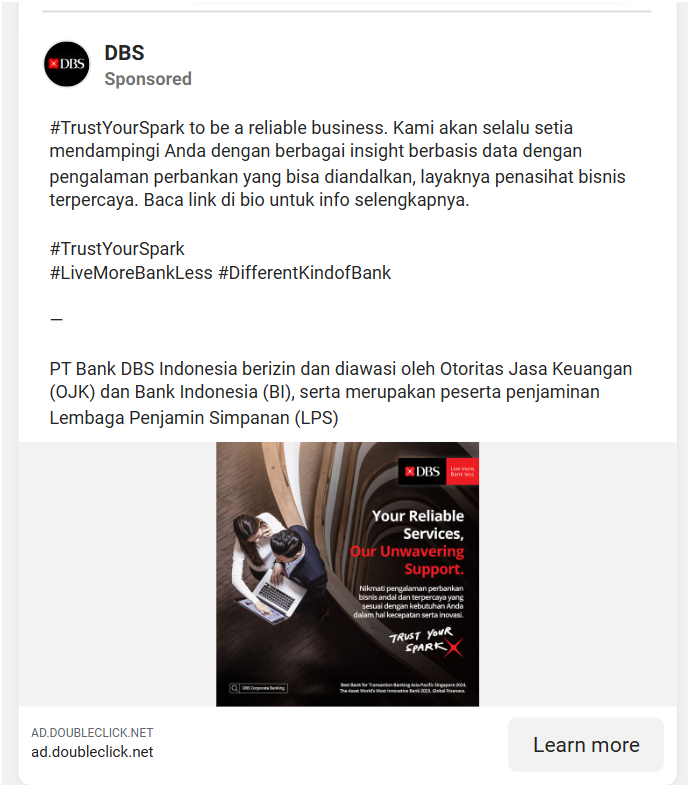 DBS
DBS
Sponsored
#TrustYourSpark to be a reliable business. Kami akan selalu setia
mendampingi Anda dengan berbagai insight berbasis data dengan
pengalaman perbankan yang bisa diandalkan, layaknya penasihat bisnis
terpercaya. Baca link di bio untuk info selengkapnya.
#TrustYourSpark
#LiveMoreBankLess #DifferentKindofBank
—
PT Bank DBS Indonesia berizin dan diawasi oleh Otoritas Jasa Keuangan
(OJK) dan Bank Indonesia (BI), serta merupakan peserta penjaminan
Lembaga Penjamin Simpanan (LPS)
DBS
Live more,
Bank less
Your Reliable
Services,
Our Unwavering
Support.
Nikmati pengalaman perbankan
bisnis andal dan terpercaya yang
sesuai dengan kebutuhan Anda
dalam hal kecepatan serta inovasi.
TRUST YOUR
SPARK
DBS Corporate Banking
Best Bank for Transaction Banking Asia-Pacific Singapore 2024,
The Asset World's Most Innovative Bank 2023, Global Finance.
AD.DOUBLECLICK.NET
ad.doubleclick.net
Learn more